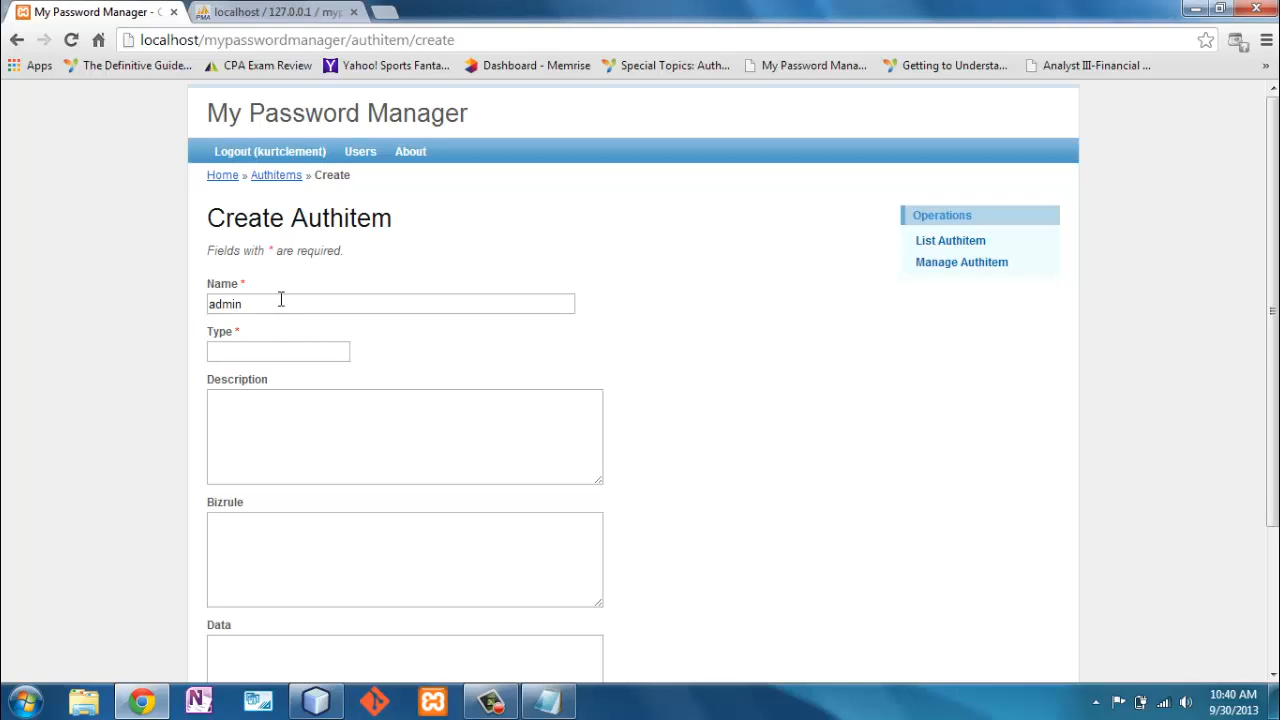 My Password Manager - C
localhost / 127.0.0.1 / myp
localhost/mypasswordmanager/authitem/create
Apps
The Definitive Guide...
CPA Exam Review
Yahoo! Sports Fanta...
Dashboard - Memrise
Special Topics: Auth...
My Password Mana...
Getting to Understa...
Analyst III-Financial ...
»
My Password Manager
Logout (kurtclement) Users About
Home » Authitems » Create
Create Authitem
Operations
List Authitem
Manage Authitem
Fields with * are required.
Name *
admin
Type *
Description
Bizrule
Data
10:40 AM
9/30/2013